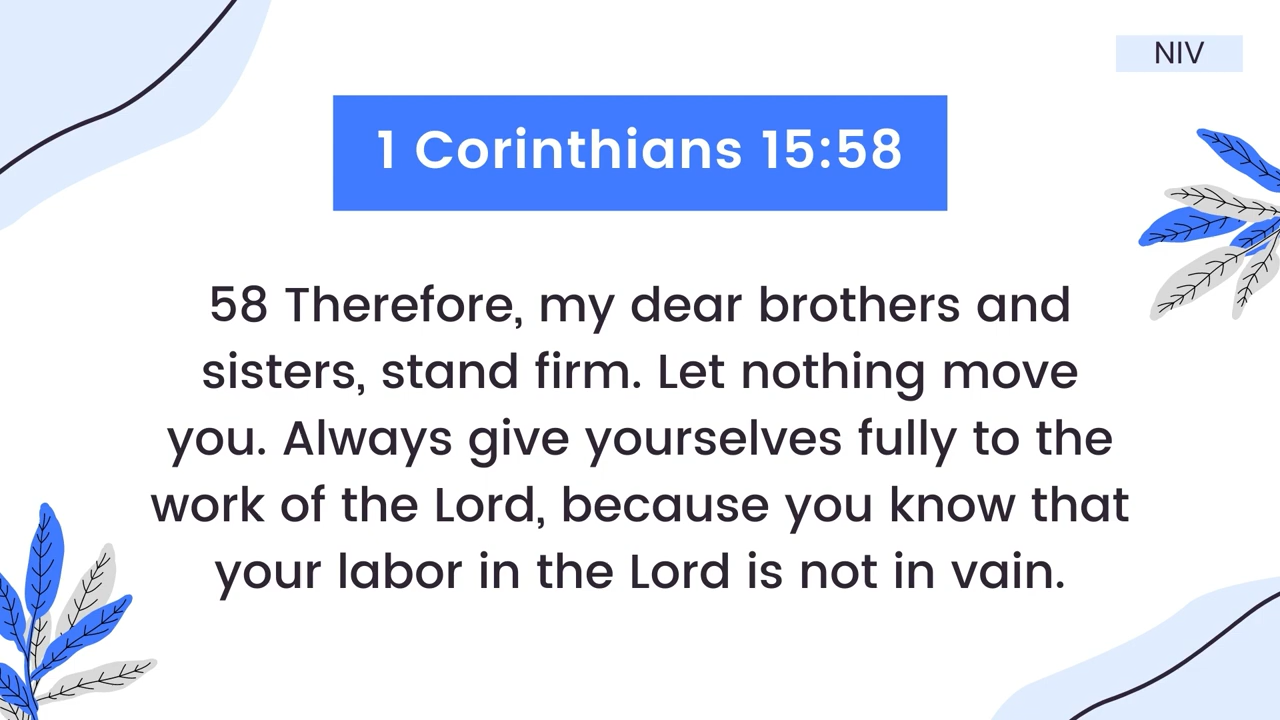 NIV
1 Corinthians 15:58
58 Therefore, my dear brothers and
sisters, stand firm. Let nothing move
you. Always give yourselves fully to the
work of the Lord, because you know that
your labor in the Lord is not in vain.